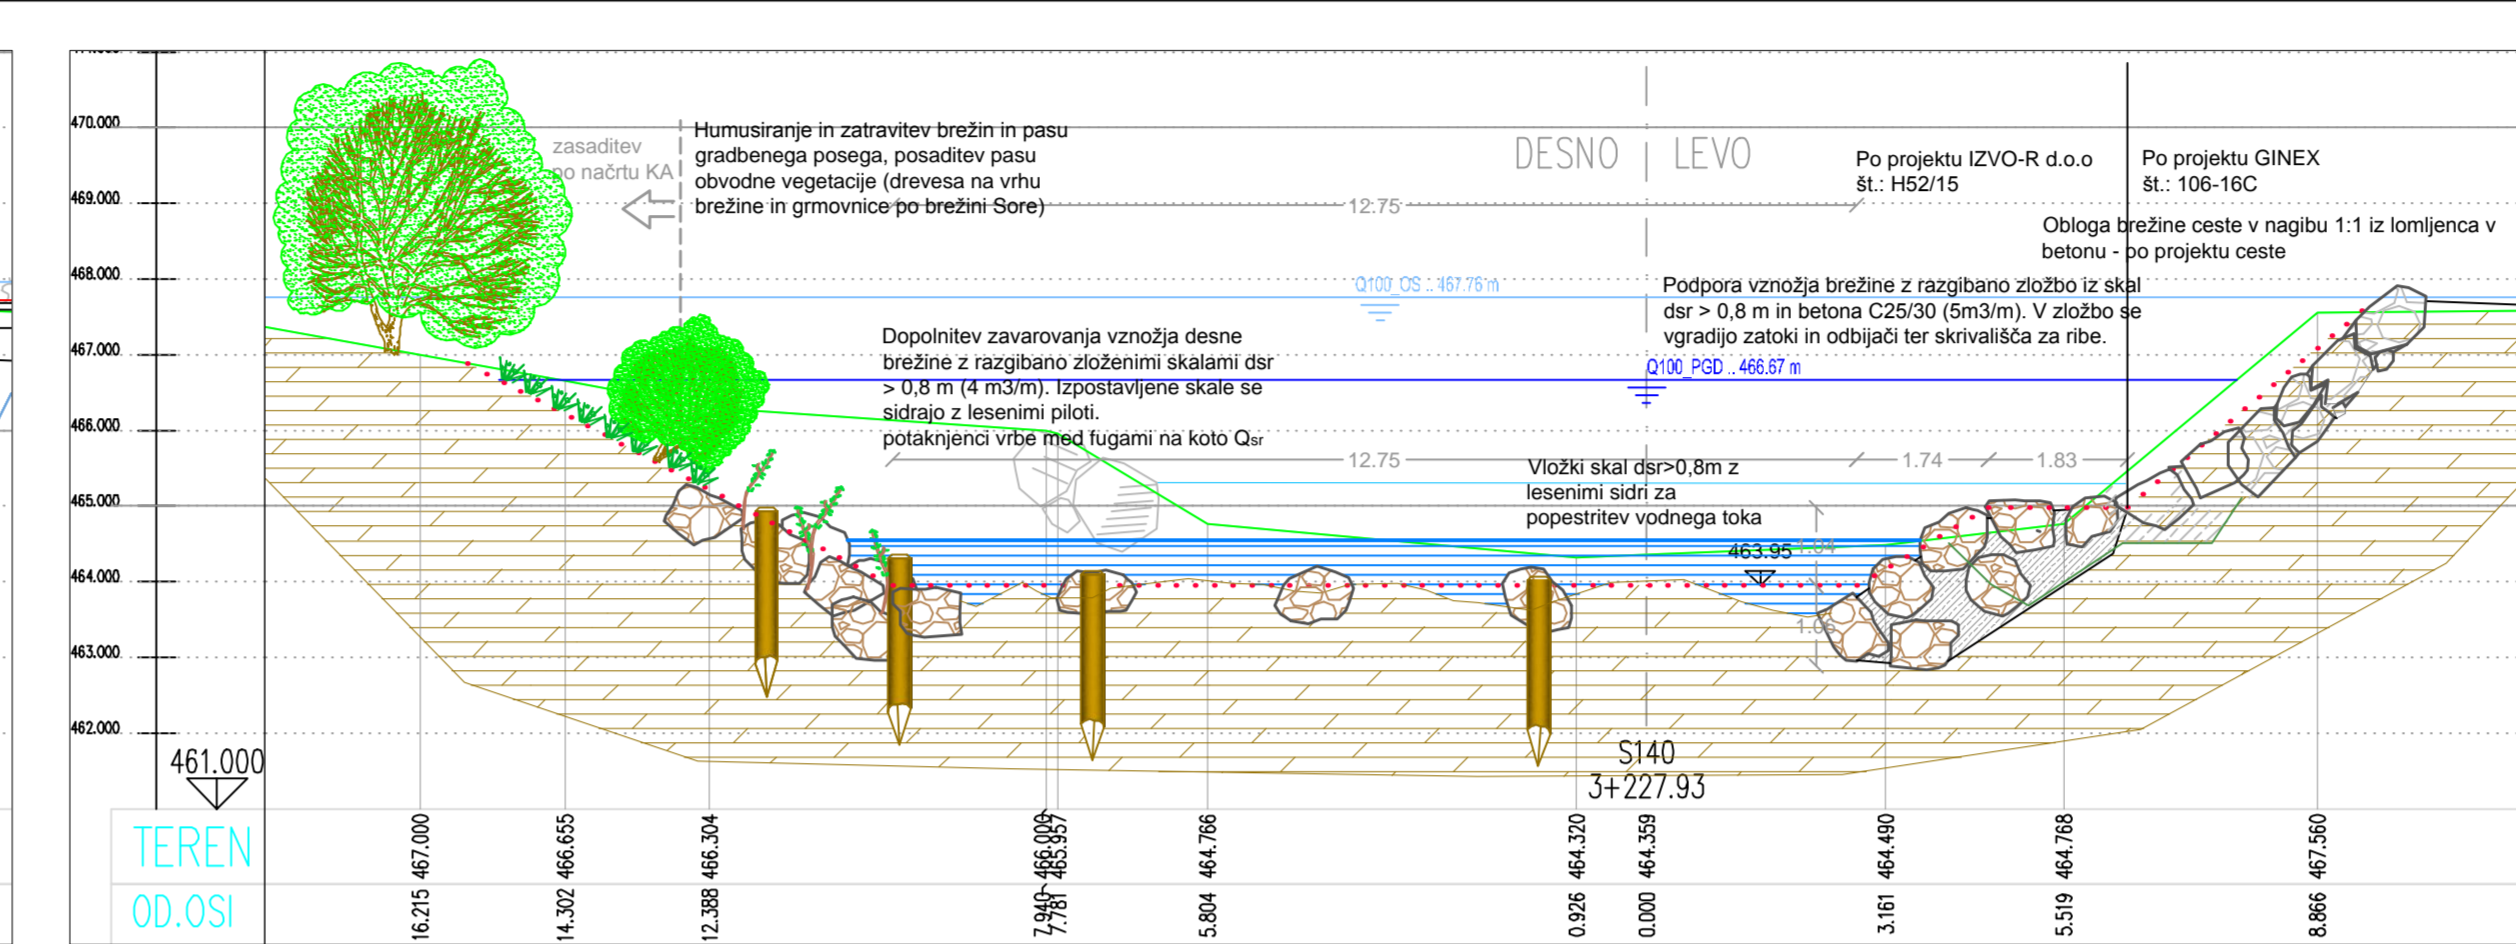 470.000
469.000
468.000
467.000
466.000
465.000
464.000
463.000
462.000
461.000
zasaditev
po načrtu KA
Humusiranje in zatravitev brežin in pasu
gradbenega posega, posaditev pasu
obvodne vegetacije (drevesa na vrhu
brežine in grmovnice po brežini Sore)
DESNO
LEVO
12.75
Po projektu IZVO-R d.o.o
št.: H52/15
Po projektu GINEX
št.: 106-16C
Obloga brežine ceste v nagibu 1:1 iz lomljenca v
betonu - po projektu ceste
Q100_OS .. 467.76 m
Podpora vznožja brežine z razgibano zložbo iz skal
dsr > 0,8 m in betona C25/30 (5m3/m). V zložbo se
vgradijo zatoki in odbijači ter skrivališča za ribe.
Dopolnitev zavarovanja vznožja desne
brežine z razgibano zloženimi skalami dsr
> 0,8 m (4 m3/m). Izpostavljene skale se
sidrajo z lesenimi piloti.
potaknjenci vrbe med fugami na koto Qsr
Q100_PGD .. 466.67 m
12.75
1.74
1.83
Vložki skal dsr>0,8m z
lesenimi sidri za
popestritev vodnega toka
463.95
S140
3+227.93
TEREN
467.000
466.655
466.304
466.000
465.957
464.766
464.320
464.359
464.490
464.768
467.560
OD.OSI
16.215
14.302
12.388
7.940
7.781
5.804
0.926
0.000
3.161
5.519
8.866